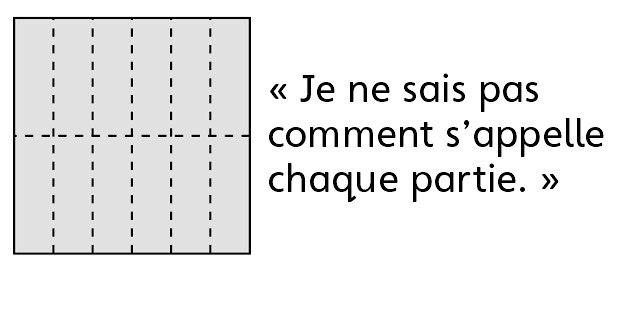 « Je ne sais pas
comment s’appelle
chaque partie. »